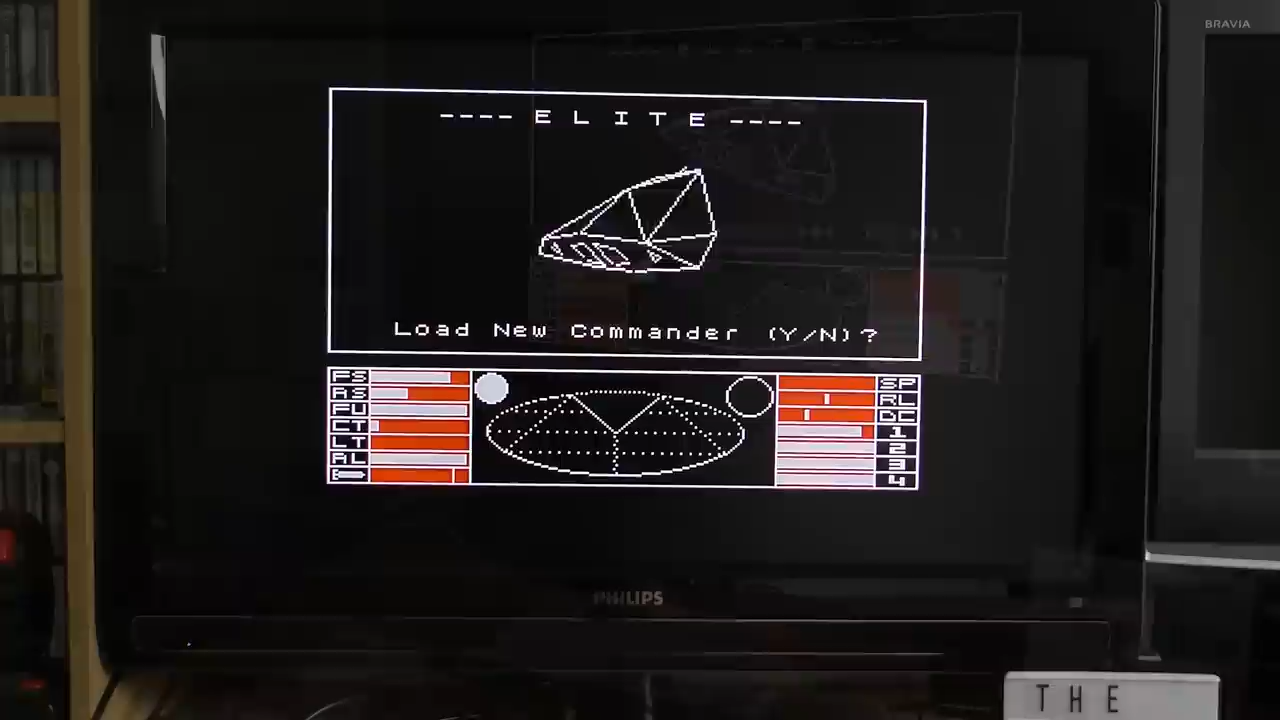 BRAVIA
---- E L I T E ----
Load New Commander (Y/N)?
FS
AS
FU
CT
LT
AL
SP
RL
DC
1
2
3
4
PHILIPS
THE